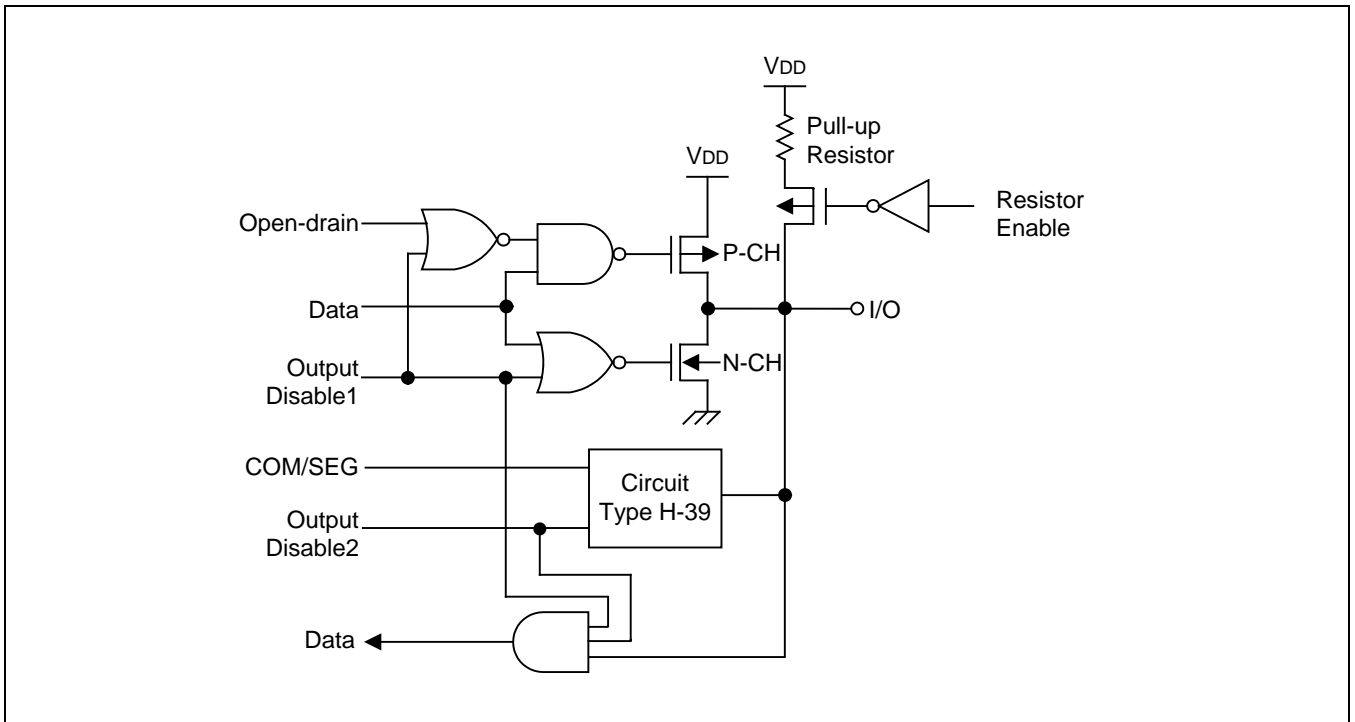 VDD
Pull-up
Resistor
VDD
Resistor
Enable
Open-drain
P-CH
Data
I/O
N-CH
Output
Disable1
COM/SEG
Circuit
Type H-39
Output
Disable2
Data